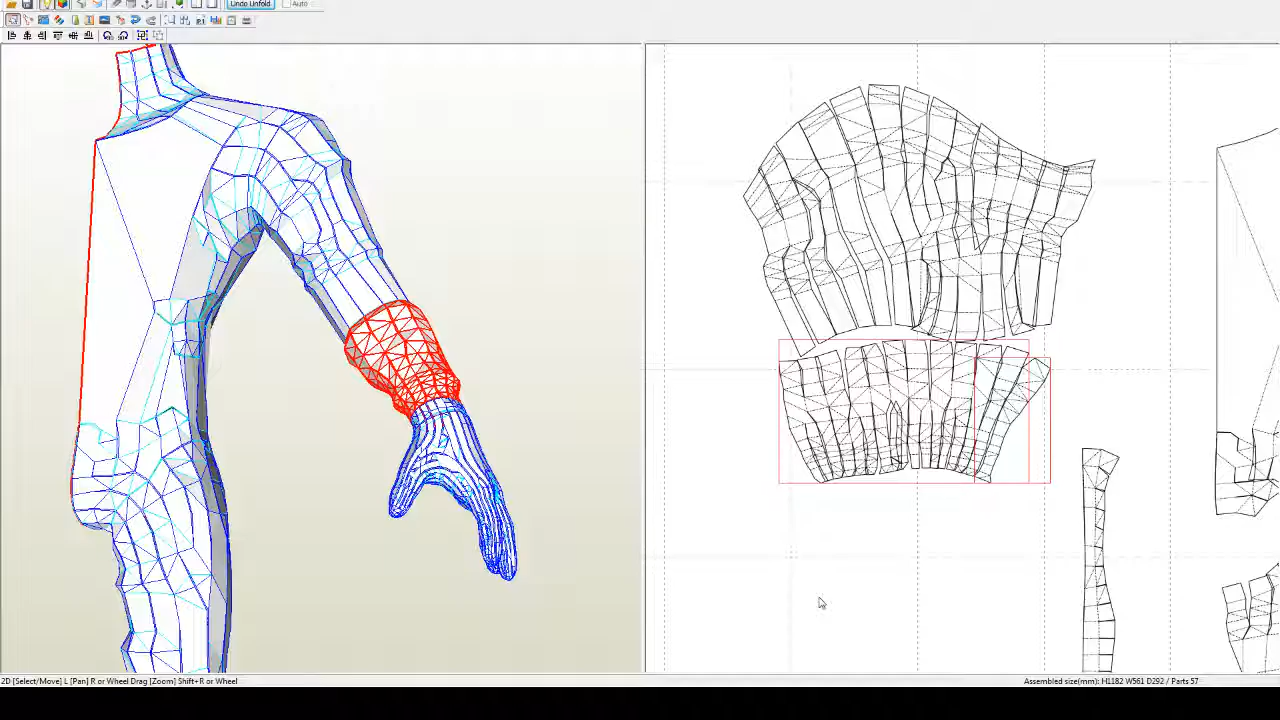 Undo Unfold Auto
2D [Select/Move] L [Pan] R or Wheel Drag [Zoom] Shift+R or Wheel Assembled size(mm): H1182 W561 D292 / Parts 57